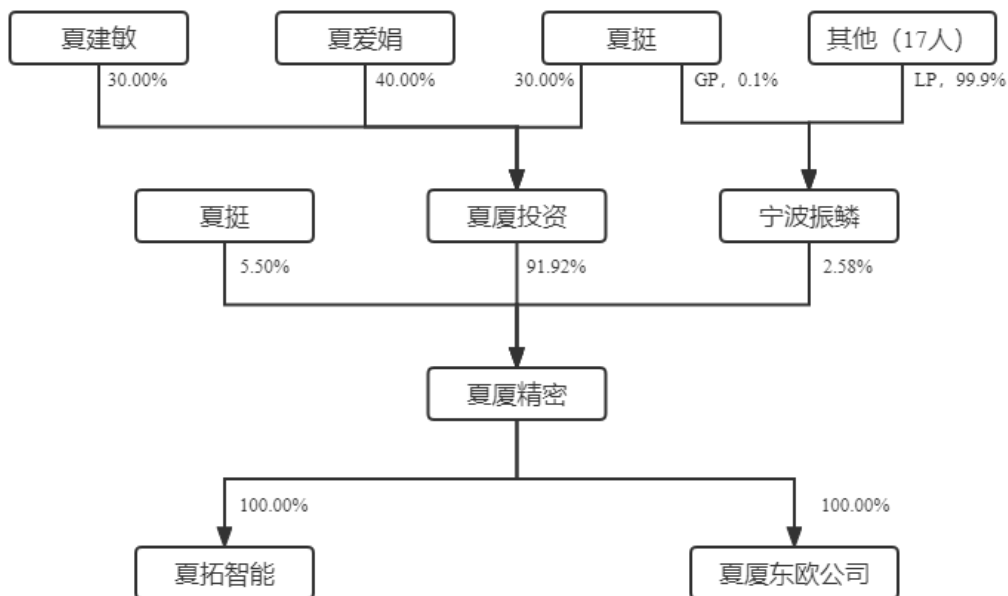 夏建敏
夏爱娟
夏挺
其他（17人）
30.00%
40.00%
30.00%
GP，0.1%
LP，99.9%
夏挺
夏厦投资
宁波振鳞
5.50%
91.92%
2.58%
夏厦精密
100.00%
100.00%
夏拓智能
夏厦东欧公司